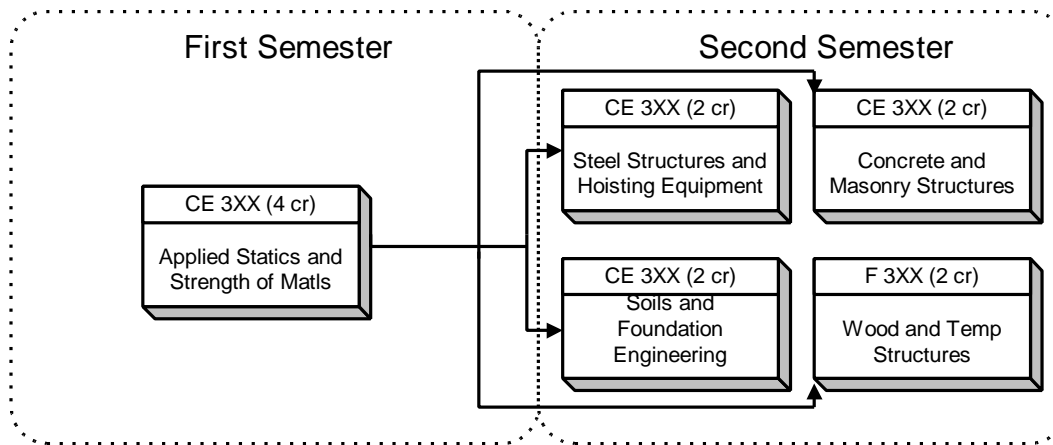 First Semester
Second Semester
CE 3XX (4 cr)
Applied Statics and
Strength of Matls
CE 3XX (2 cr)
Steel Structures and
Hoisting Equipment
CE 3XX (2 cr)
Concrete and
Masonry Structures
CE 3XX (2 cr)
Soils and
Foundation
Engineering
F 3XX (2 cr)
Wood and Temp
Structures